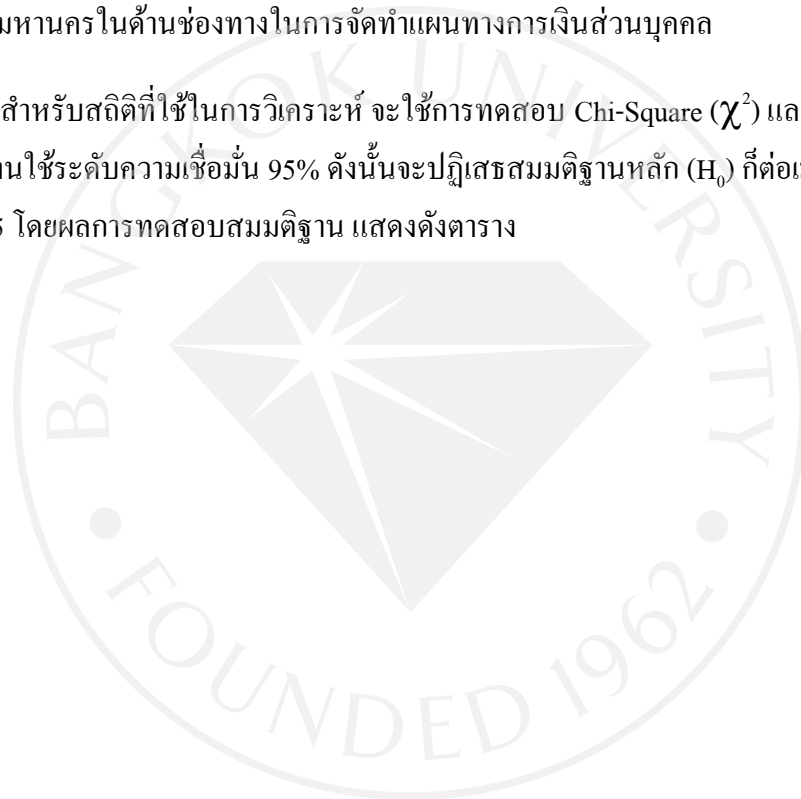 มหานครในด้านช่องทางในการจัดทำแผนทางการเงินส่วนบุคคล
สำหรับสถิติที่ใช้ในการวิเคราะห์ จะใช้การทดสอบ Chi-Square (χ²) แล
านใช้ระดับความเชื่อมั่น 95% ดังนั้นจะปฏิเสธสมมติฐานหลัก (H₀) ก็ต่อเ
5 โดยผลการทดสอบสมมติฐาน แสดงดังตาราง
BANGKOK UNIVERSITY
FOUNDED 1962